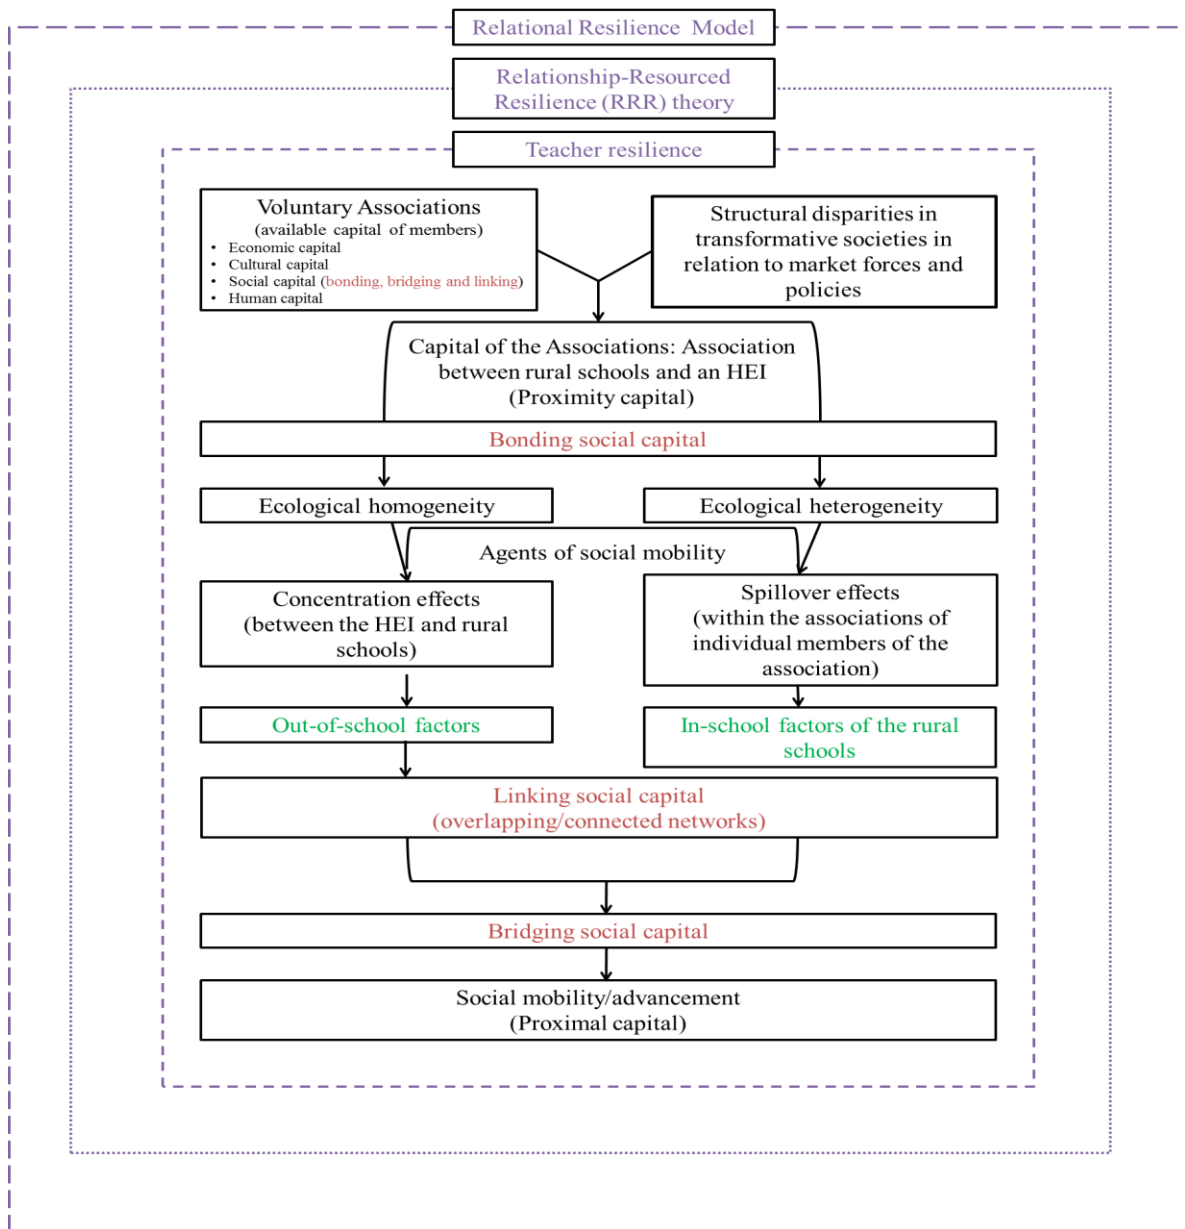 Relational Resilience Model
Relationship-Resourced
Resilience (RRR) theory
Teacher resilience
Voluntary Associations
(available capital of members)
• Economic capital
• Cultural capital
• Social capital (bonding, bridging and linking)
• Human capital
Structural disparities in
transformative societies in
relation to market forces and
policies
Capital of the Associations: Association
between rural schools and an HEI
(Proximity capital)
Bonding social capital
Ecological homogeneity
Ecological heterogeneity
Agents of social mobility
Concentration effects
(between the HEI and rural
schools)
Spillover effects
(within the associations of
individual members of the
association)
Out-of-school factors
In-school factors of the rural
schools
Linking social capital
(overlapping/connected networks)
Bridging social capital
Social mobility/advancement
(Proximal capital)